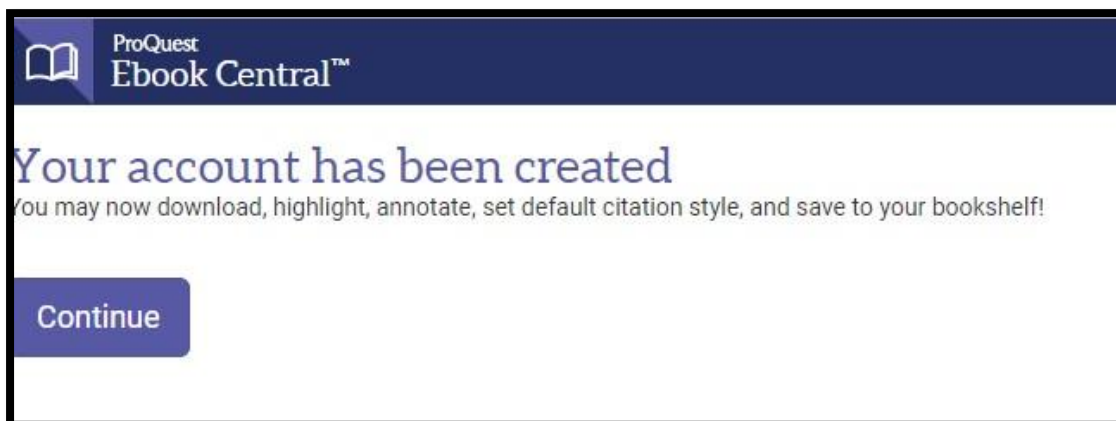 ProQuest
Ebook Central™
Your account has been created
You may now download, highlight, annotate, set default citation style, and save to your bookshelf!
Continue